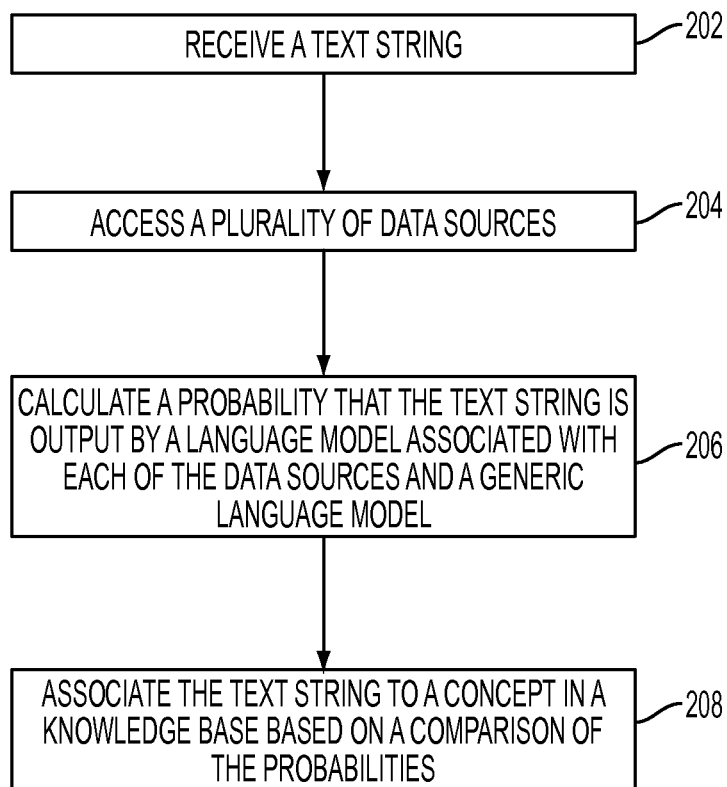 RECEIVE A TEXT STRING
202
ACCESS A PLURALITY OF DATA SOURCES
204
CALCULATE A PROBABILITY THAT THE TEXT STRING IS
OUTPUT BY A LANGUAGE MODEL ASSOCIATED WITH
EACH OF THE DATA SOURCES AND A GENERIC
LANGUAGE MODEL
206
ASSOCIATE THE TEXT STRING TO A CONCEPT IN A
KNOWLEDGE BASE BASED ON A COMPARISON OF
THE PROBABILITIES
208